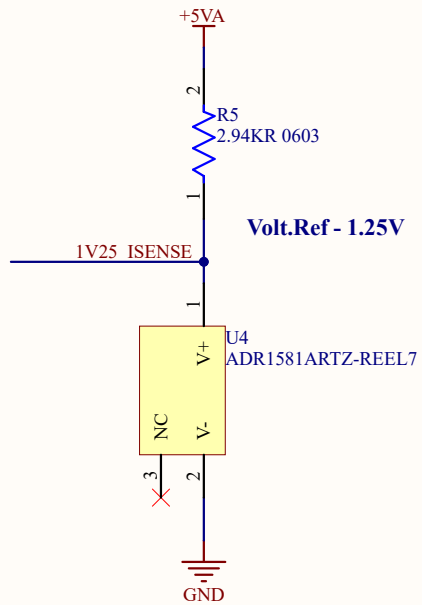 +5VA
2
R5
2.94KR 0603
1
Volt.Ref - 1.25V
1V25_ISENSE
1
U4
ADR1581ARTZ-REEL7
V+
NC
V-
3
2
GND